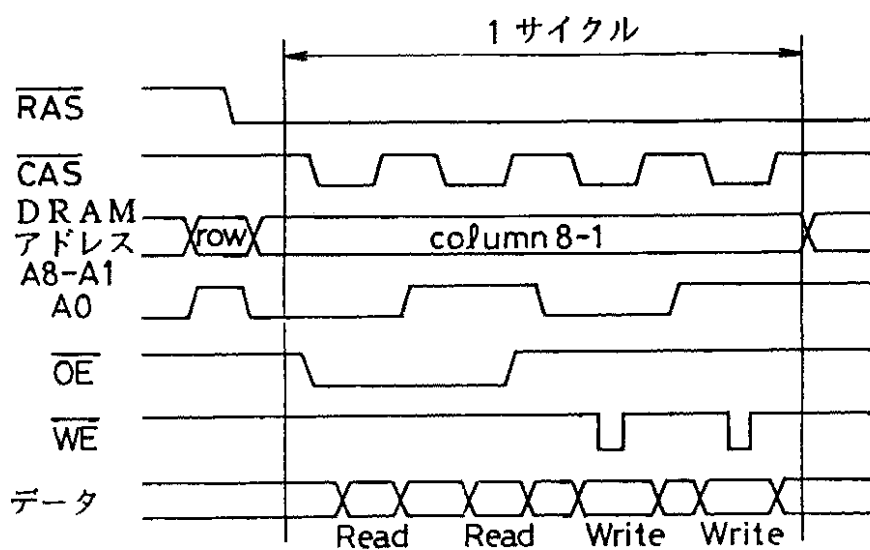 1 サイクル
RAS
CAS
DRAM
アドレス
row
column 8-1
A8-A1
A0
OE
WE
データ
Read Read Write Write